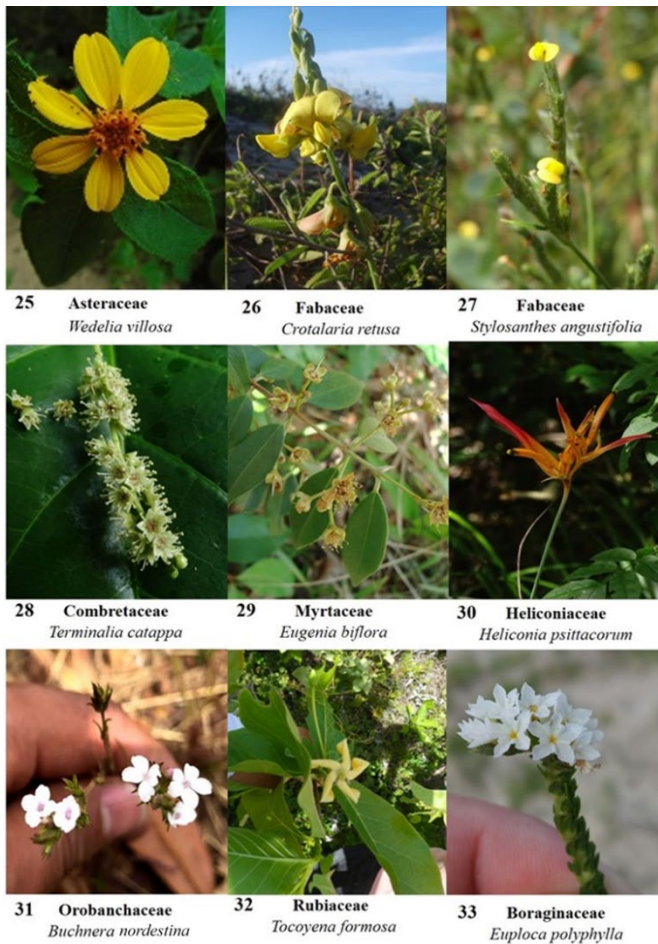 25 Asteraceae
Wedelia villosa
26 Fabaceae
Crotalaria retusa
27 Fabaceae
Stylosanthes angustifolia
28 Combretaceae
Terminalia catappa
29 Myrtaceae
Eugenia biflora
30 Heliconiaceae
Heliconia psittacorum
31 Orobanchaceae
Buchnera nordestina
32 Rubiaceae
Tocoyena formosa
33 Boraginaceae
Euploca polyphylla